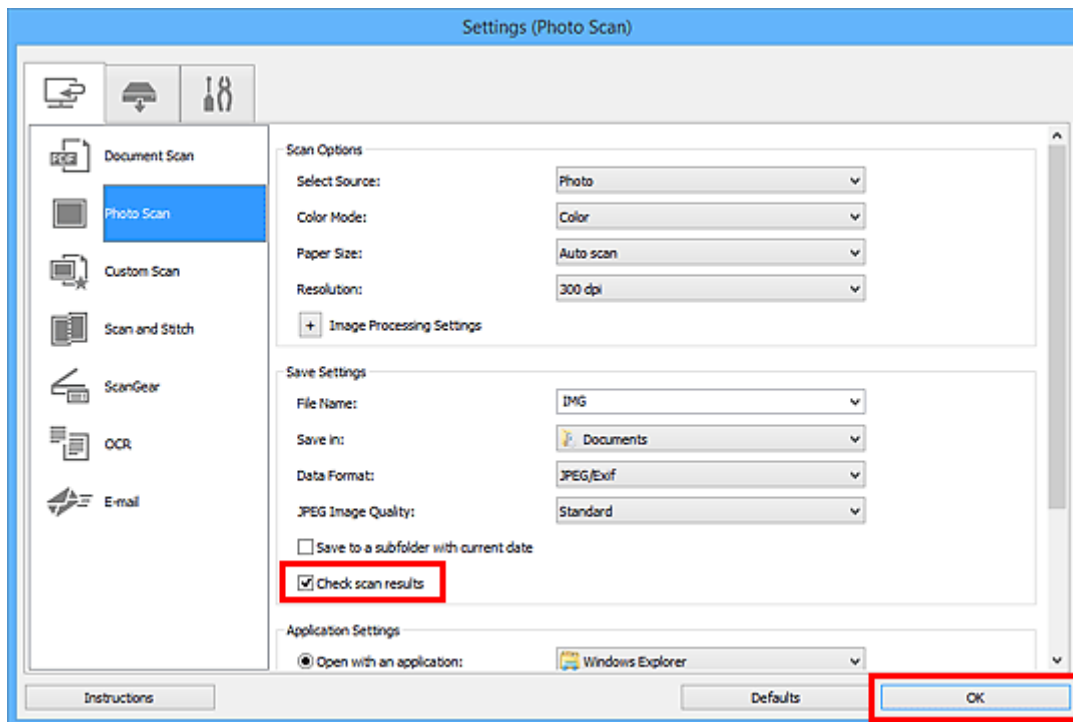 Settings (Photo Scan)
PDF
Document Scan
Photo Scan
Custom Scan
Scan and Stitch
ScanGear
OCR
E-mail
Scan Options
Select Source: Photo
Color Mode: Color
Paper Size: Auto scan
Resolution: 300 dpi
+ Image Processing Settings
Save Settings
File Name: IMG
Save in: Documents
Data Format: JPEG/Exif
JPEG Image Quality: Standard
Save to a subfolder with current date
Check scan results
Application Settings
Open with an application: Windows Explorer
Instructions Defaults OK